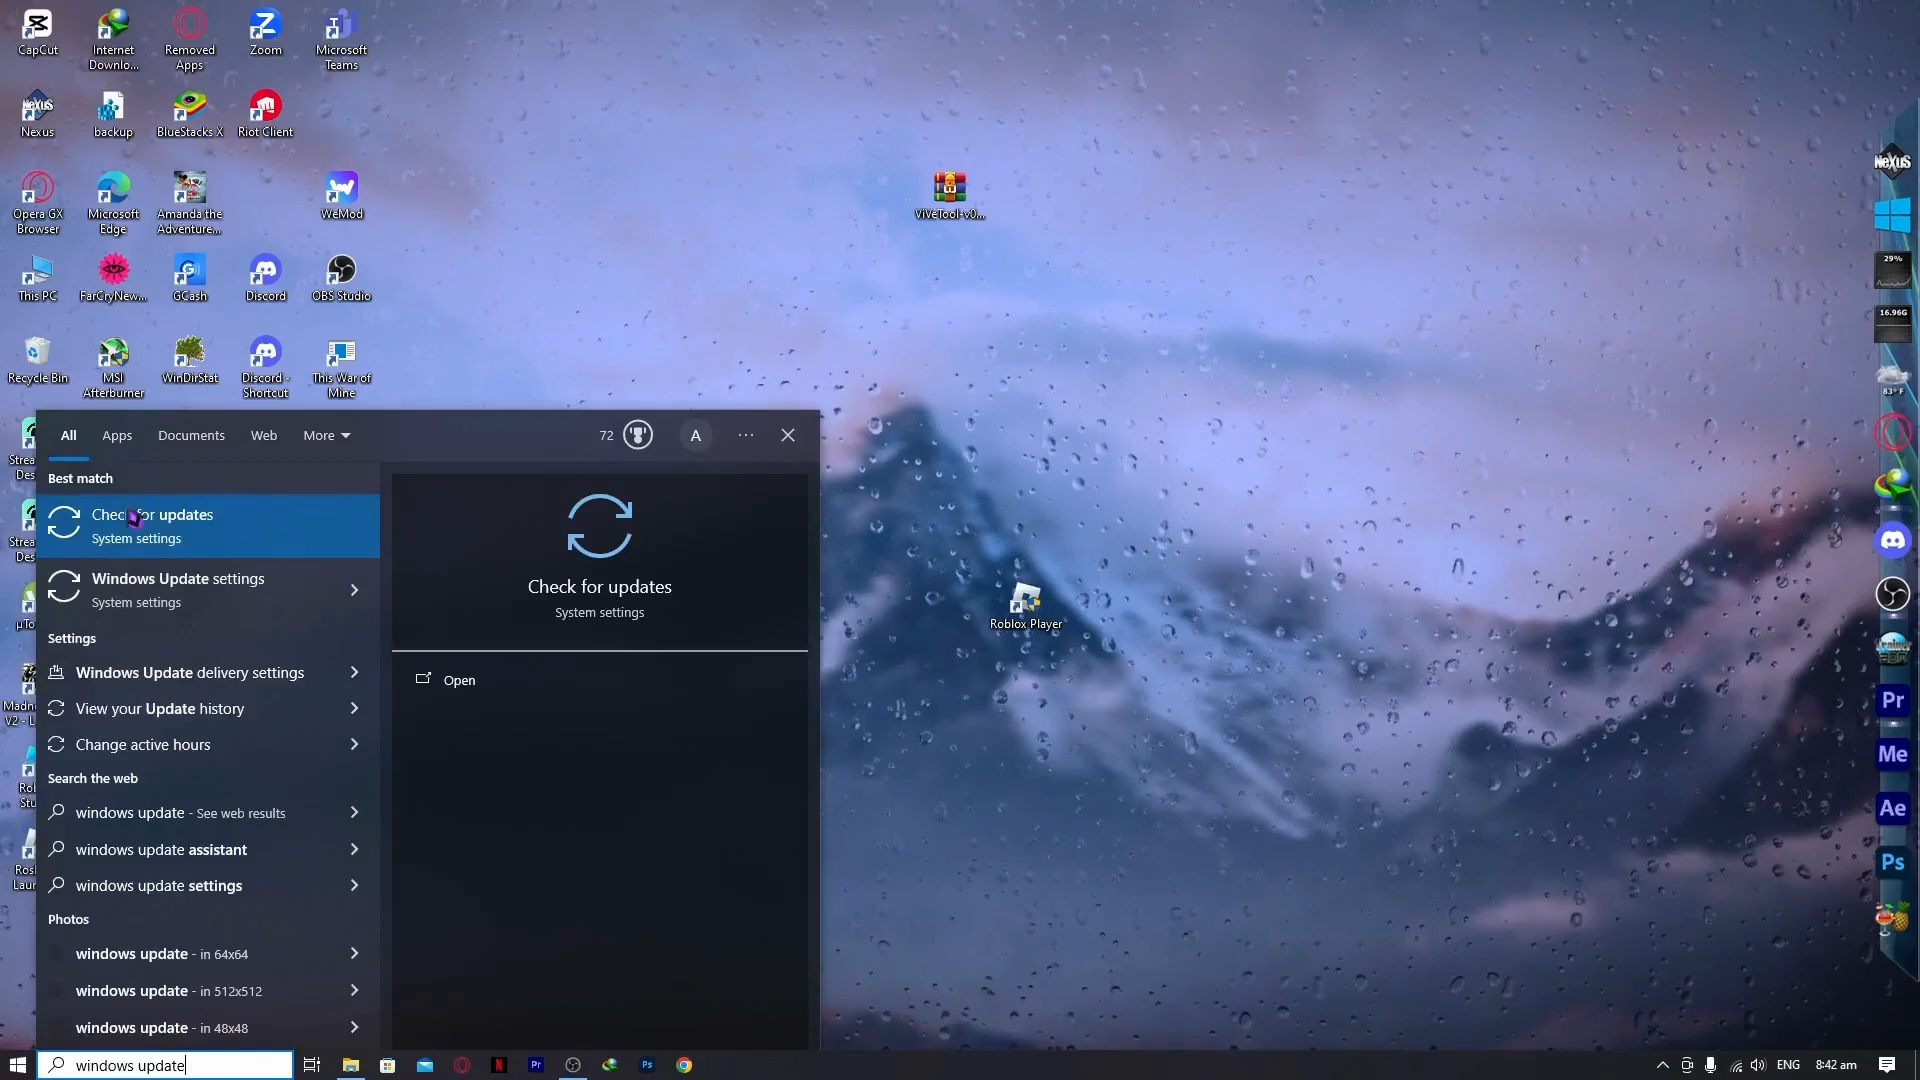 CapCut
Internet
Downlo...
Removed
Apps
Zoom
Microsoft
Teams
Nexus
backup
BlueStacks X
Riot Client
Opera GX
Browser
Microsoft
Edge
Amanda the
Adventure...
WeMod
ViVeTool-v0...
This PC
FarCryNew...
GCash
Discord
OBS Studio
Recycle Bin
MSI
Afterburner
WinDirStat
Discord -
Shortcut
This War of
Mine
NeXuS
29%
16.96G
83° F
Pr
Me
Ae
Ps
Roblox Player
All
Apps
Documents
Web
More
72
A
Best match
Check for updates
System settings
Windows Update settings
System settings
Settings
Windows Update delivery settings
View your Update history
Change active hours
Search the web
windows update - See web results
windows update assistant
windows update settings
Photos
windows update - in 64x64
windows update - in 512x512
windows update - in 48x48
Check for updates
System settings
Open
windows update
ENG
8:42 am